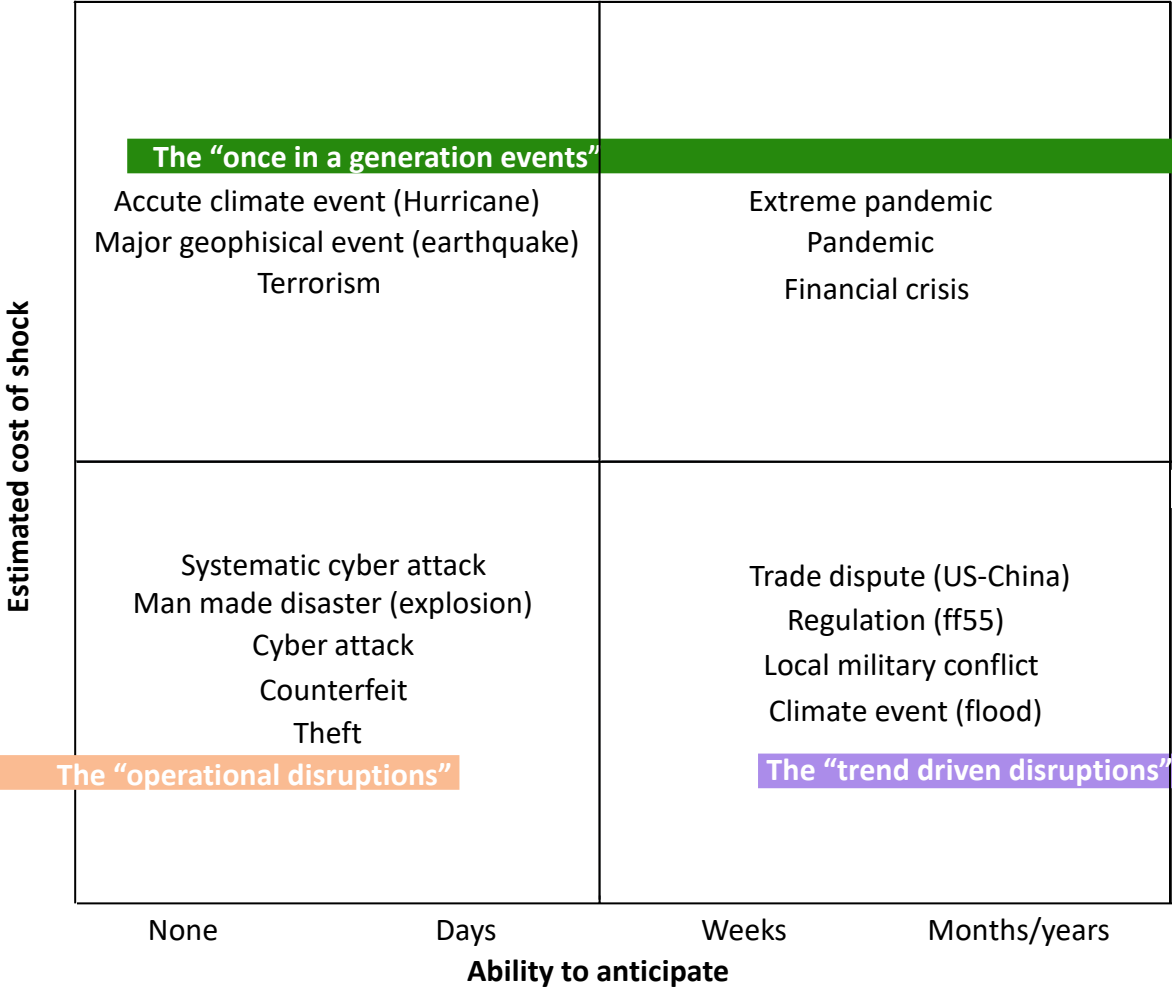 The “once in a generation events”
Accute climate event (Hurricane)
Major geophisical event (earthquake)
Terrorism
Extreme pandemic
Pandemic
Financial crisis
Estimated cost of shock
Systematic cyber attack
Man made disaster (explosion)
Cyber attack
Counterfeit
Theft
The “operational disruptions”
Trade dispute (US-China)
Regulation (ff55)
Local military conflict
Climate event (flood)
The “trend driven disruptions”
None
Days
Weeks
Months/years
Ability to anticipate